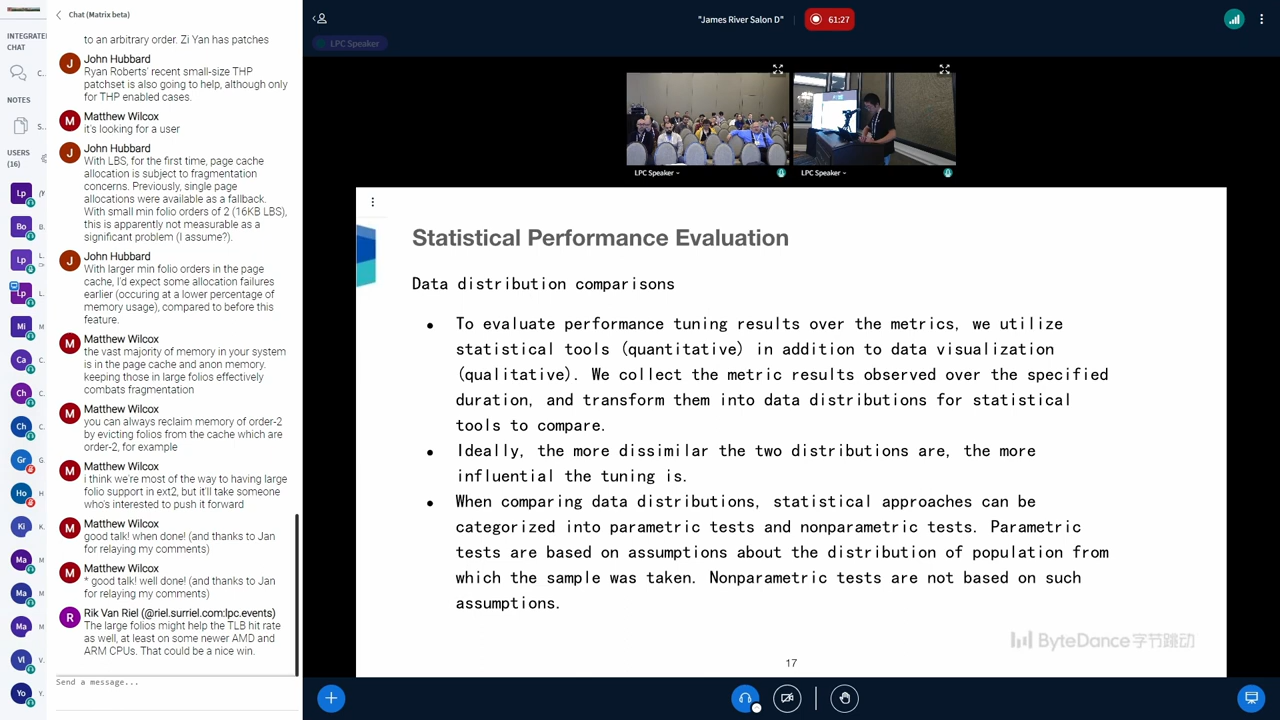 Chat (Matrix beta)
INTEGRATE
CHAT
C.
NOTES
S.
USERS
(16)
Lp
Bo
B.
Lp
H
Lp
Mi
T.
Ca
A.
Ch
C.
Ch
D.
Gr
G.
Ho
H.
Ki
K.
Ma
M.
Ma
M.
Ma
M.
Vl
V.
Yo
Y.
to an arbitrary order. Zi Yan has patches
J
John Hubbard
Ryan Roberts' recent small-size THP
patchset is also going to help, although only
for THP enabled cases.
M
Matthew Wilcox
it's looking for a user
J
John Hubbard
With LBS, for the first time, page cache
allocation is subject to fragmentation
concerns. Previously, single page
allocations were available as a fallback.
With small min folio orders of 2 (16KB LBS),
this is apparently not measurable as a
significant problem (I assume?).
J
John Hubbard
With larger min folio orders in the page
cache, I'd expect some allocation failures
earlier (occuring at a lower percentage of
memory usage), compared to before this
feature.
M
Matthew Wilcox
the vast majority of memory in your system
is in the page cache and anon memory.
keeping those in large folios effectively
combats fragmentation
M
Matthew Wilcox
you can always reclaim memory of order-2
by evicting folios from the cache which are
order-2, for example
M
Matthew Wilcox
i think we're most of the way to having large
folio support in ext2, but it'll take someone
who's interested to push it forward
M
Matthew Wilcox
good talk! when done! (and thanks to Jan
for relaying my comments)
M
Matthew Wilcox
* good talk! well done! (and thanks to Jan
for relaying my comments)
R
Rik Van Riel (@riel.surriel.com:lpc.events)
The large folios might help the TLB hit rate
as well, at least on some newer AMD and
ARM CPUs. That could be a nice win.
Send a message...
"James River Salon D"
61:27
LPC Speaker
LPC Speaker
LPC Speaker
Statistical Performance Evaluation
Data distribution comparisons
● To evaluate performance tuning results over the metrics, we utilize
statistical tools (quantitative) in addition to data visualization
(qualitative). We collect the metric results observed over the specified
duration, and transform them into data distributions for statistical
tools to compare.
● Ideally, the more dissimilar the two distributions are, the more
influential the tuning is.
● When comparing data distributions, statistical approaches can be
categorized into parametric tests and nonparametric tests. Parametric
tests are based on assumptions about the distribution of population from
which the sample was taken. Nonparametric tests are not based on such
assumptions.
ByteDance字节跳动
17